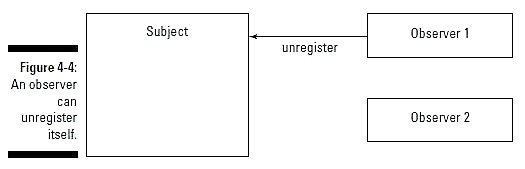 Subject
unregister
Observer 1
Observer 2
Figure 4-4:
An observer
can
unregister
itself.